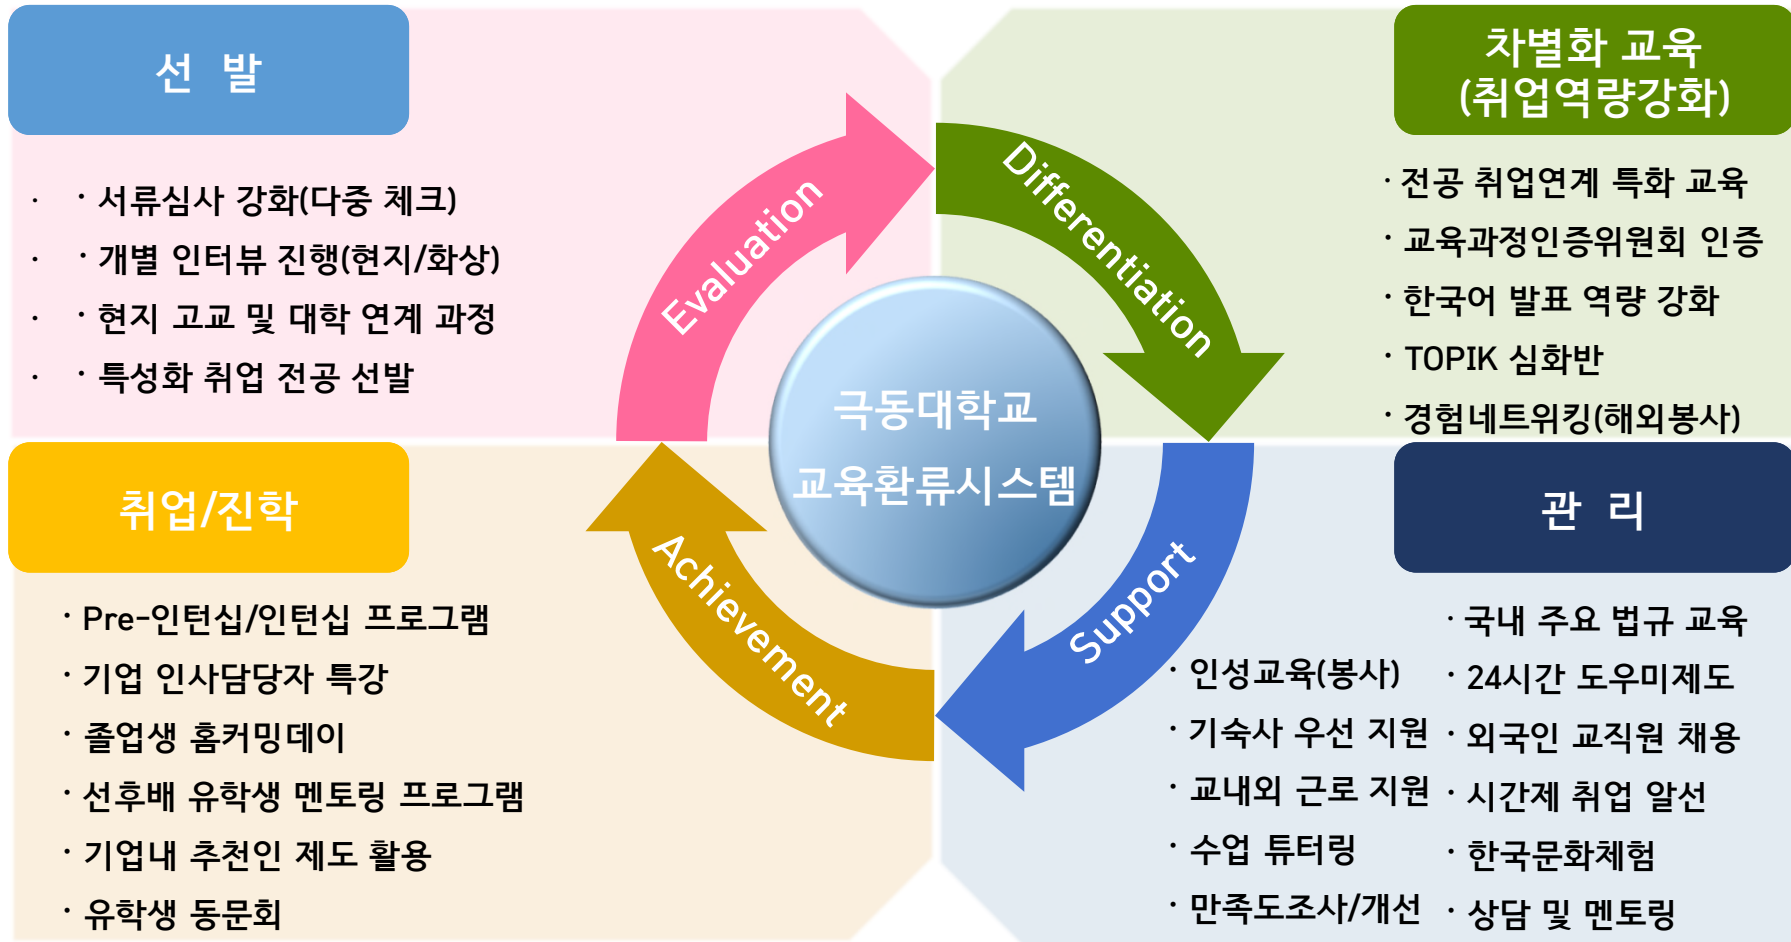 선 발
· · 서류심사 강화(다중 체크)
· · 개별 인터뷰 진행(현지/화상)
· · 현지 고교 및 대학 연계 과정
· · 특성화 취업 전공 선발
Evaluation
차별화 교육
(취업역량강화)
· 전공 취업연계 특화 교육
· 교육과정인증위원회 인증
· 한국어 발표 역량 강화
· TOPIK 심화반
· 경험네트위킹(해외봉사)
Differentiation
극동대학교
교육환류시스템
취업/진학
· Pre-인턴십/인턴십 프로그램
· 기업 인사담당자 특강
· 졸업생 홈커밍데이
· 선후배 유학생 멘토링 프로그램
· 기업내 추천인 제도 활용
· 유학생 동문회
Achievement
관 리
Support
· 인성교육(봉사)
· 기숙사 우선 지원
· 교내외 근로 지원
· 수업 튜터링
· 만족도조사/개선
· 국내 주요 법규 교육
· 24시간 도우미제도
· 외국인 교직원 채용
· 시간제 취업 알선
· 한국문화체험
· 상담 및 멘토링